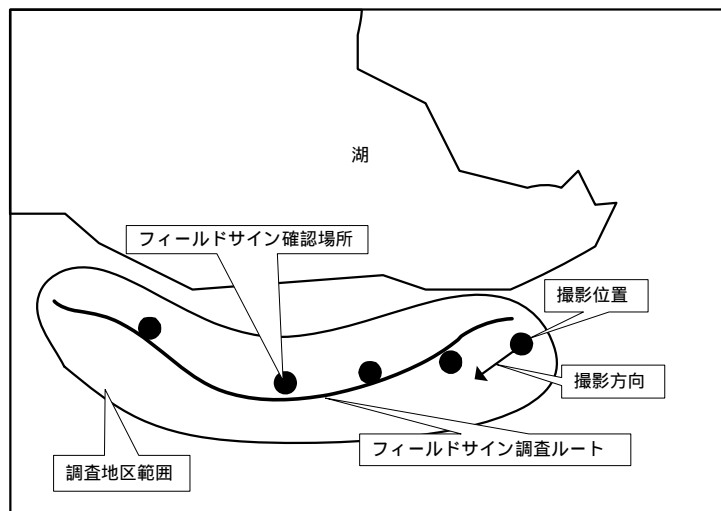 湖
フィールドサイン確認場所
撮影位置
撮影方向
フィールドサイン調査ルート
調査地区範囲